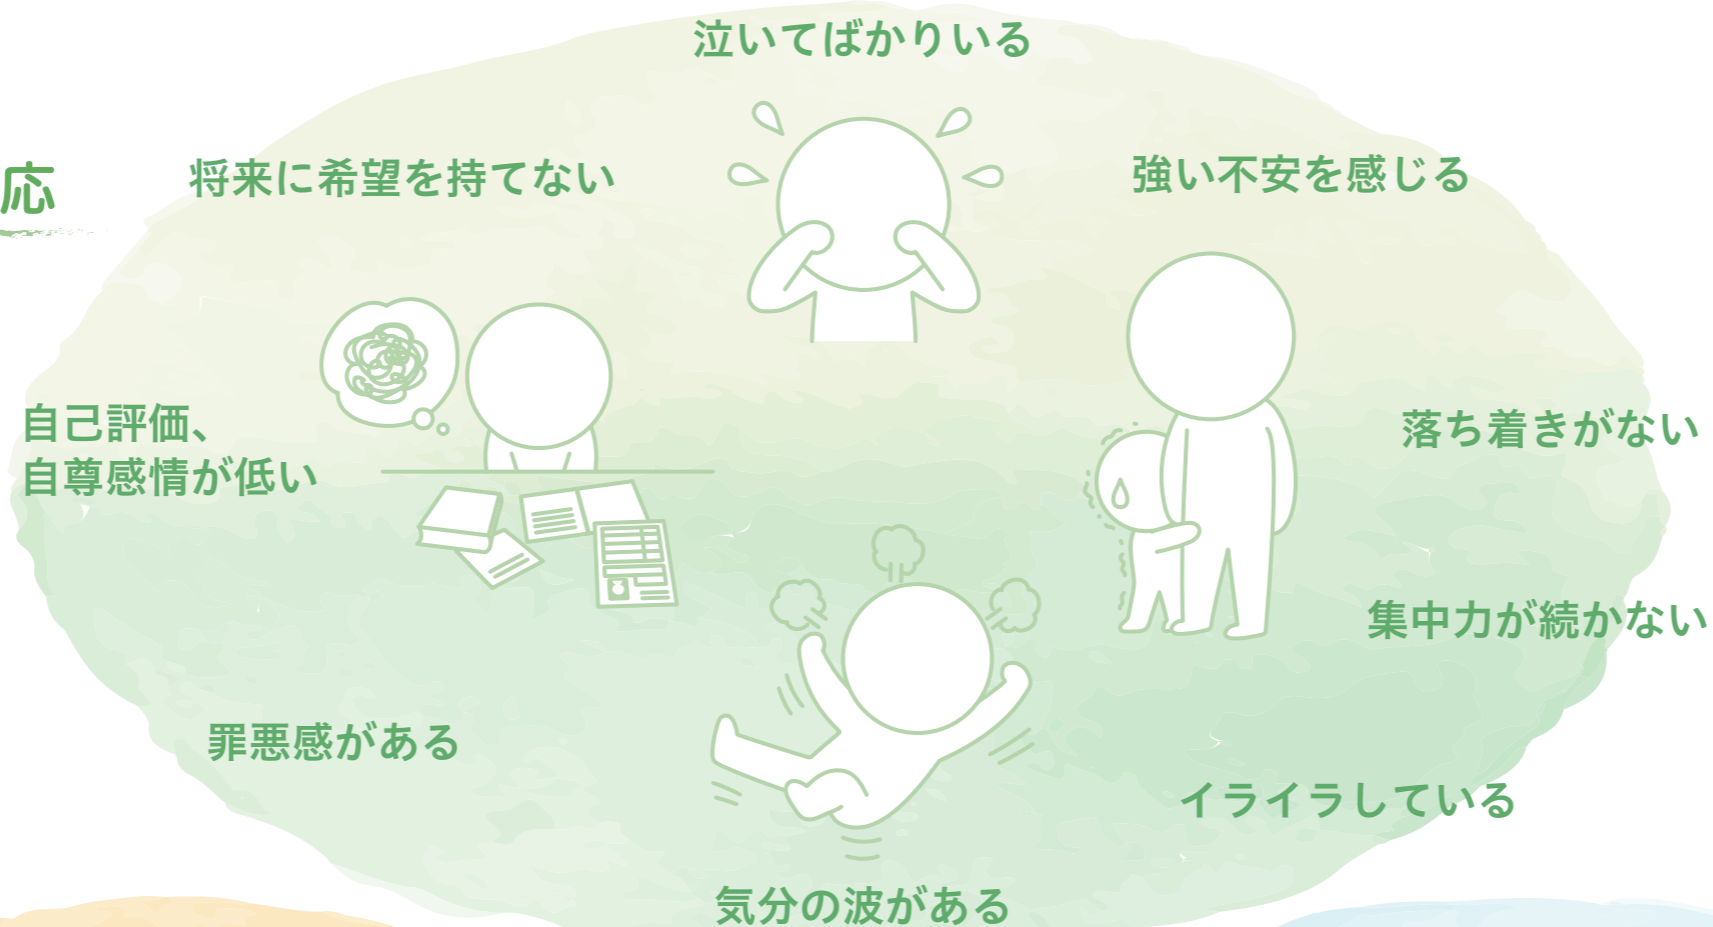 泣いてばかりいる
応
将来に希望を持てない
強い不安を感じる
自己評価、
自尊感情が低い
落ち着きがない
集中力が続かない
罪悪感がある
イライラしている
気分の波がある